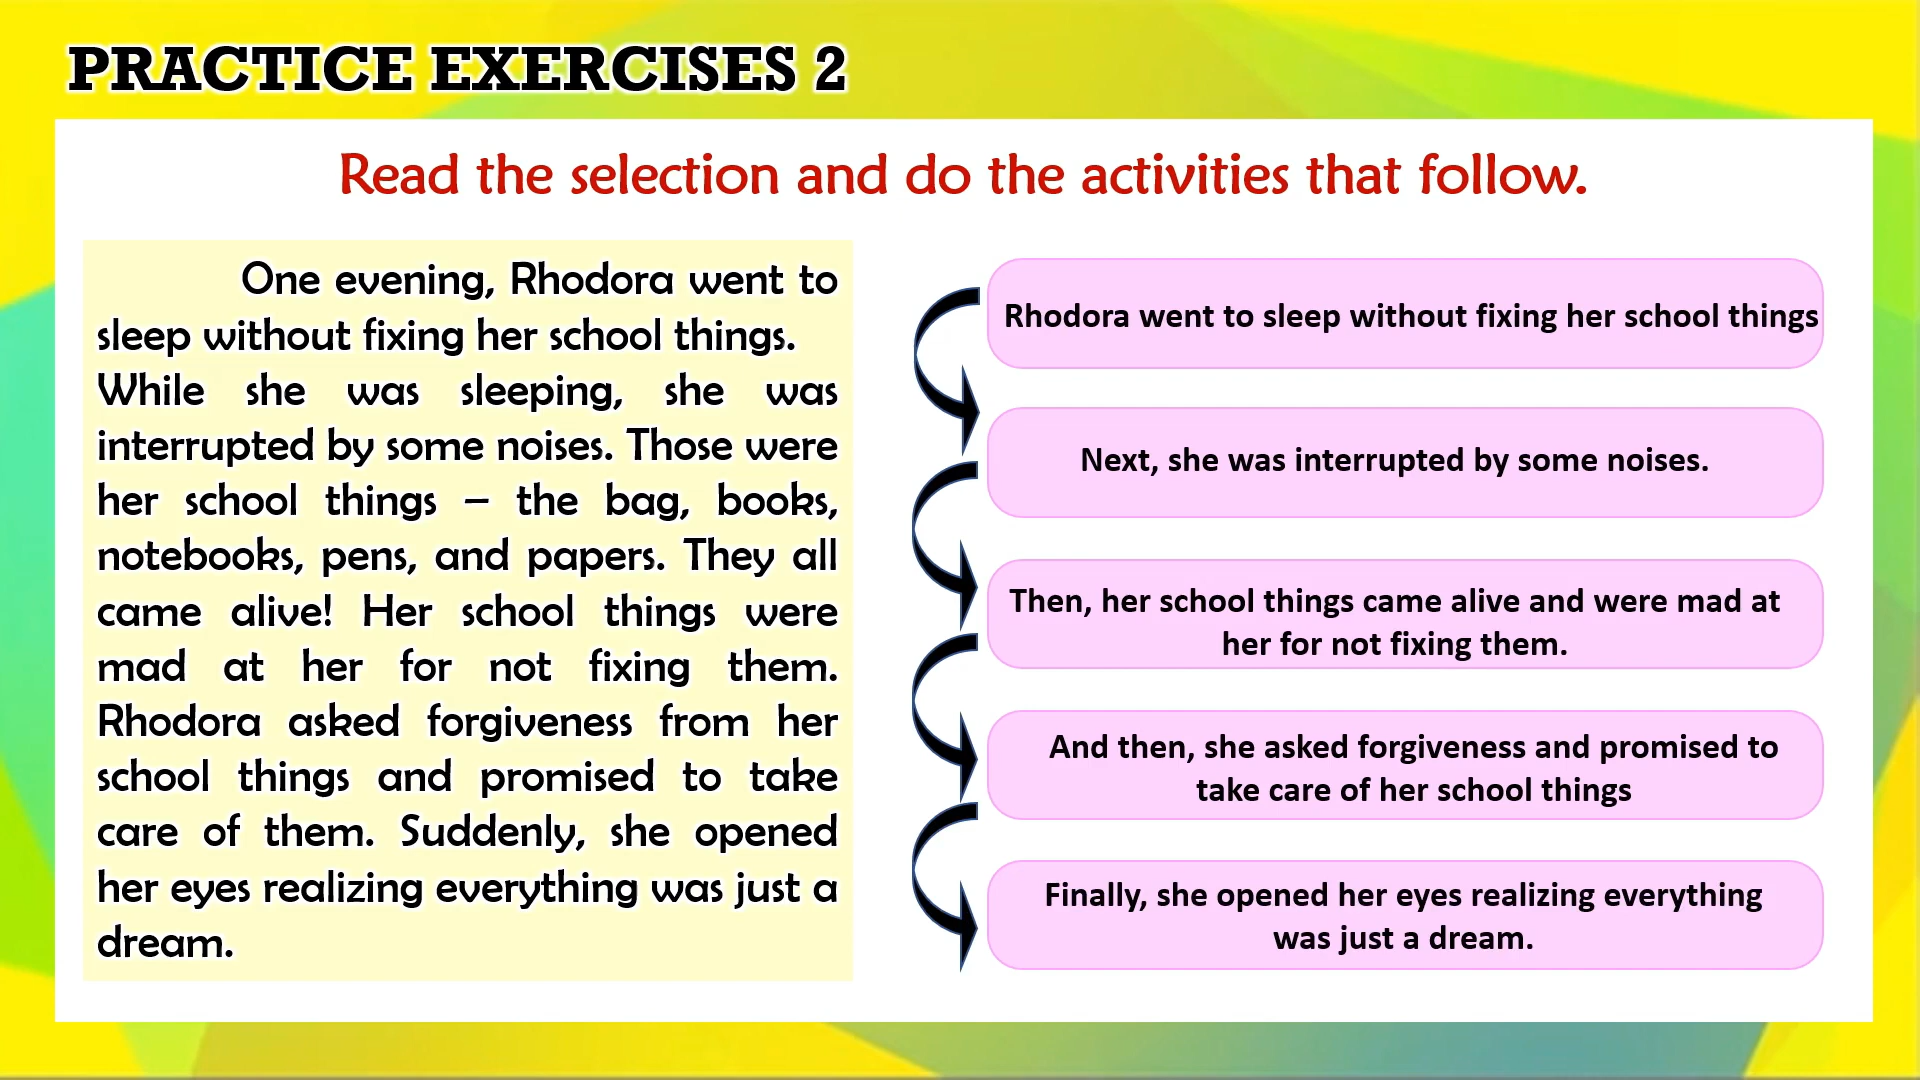 PRACTICE EXERCISES 2
Read the selection and do the activities that follow.
One evening, Rhodora went to
sleep without fixing her school things.
While she was sleeping, she was
interrupted by some noises. Those were
her school things – the bag, books,
notebooks, pens, and papers. They all
came alive! Her school things were
mad at her for not fixing them.
Rhodora asked forgiveness from her
school things and promised to take
care of them. Suddenly, she opened
her eyes realizing everything was just a
dream.
Rhodora went to sleep without fixing her school things
Next, she was interrupted by some noises.
Then, her school things came alive and were mad at
her for not fixing them.
And then, she asked forgiveness and promised to
take care of her school things
Finally, she opened her eyes realizing everything
was just a dream.